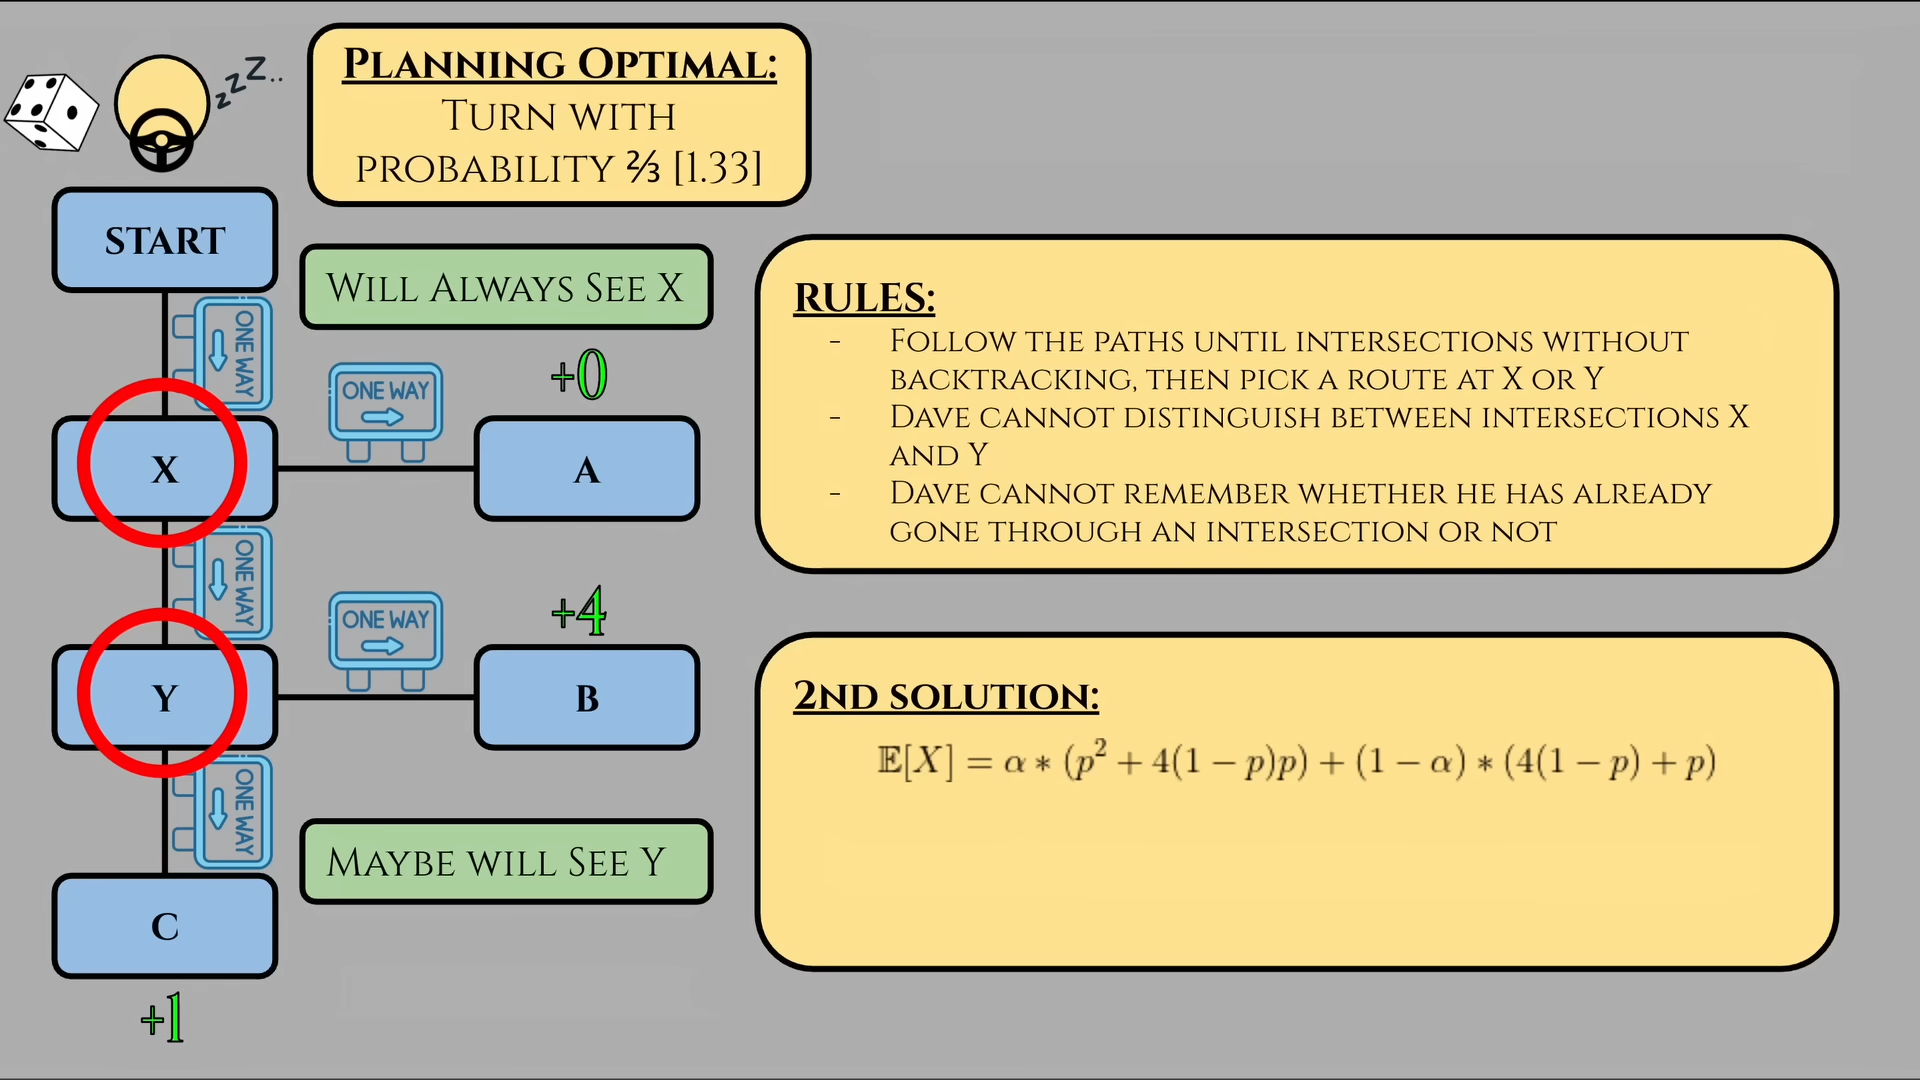 zzZ..
PLANNING OPTIMAL:
TURN WITH
PROBABILITY ⅔ [1.33]
START
ONE WAY
WILL ALWAYS SEE X
+0
ONE WAY
X
A
ONE WAY
+4
ONE WAY
Y
B
ONE WAY
MAYBE WILL SEE Y
C
+1
RULES:
- FOLLOW THE PATHS UNTIL INTERSECTIONS WITHOUT
BACKTRACKING, THEN PICK A ROUTE AT X OR Y
- DAVE CANNOT DISTINGUISH BETWEEN INTERSECTIONS X
AND Y
- DAVE CANNOT REMEMBER WHETHER HE HAS ALREADY
GONE THROUGH AN INTERSECTION OR NOT
2ND SOLUTION:
𝔼[X] = α * (p² + 4(1 − p)p) + (1 − α) * (4(1 − p) + p)